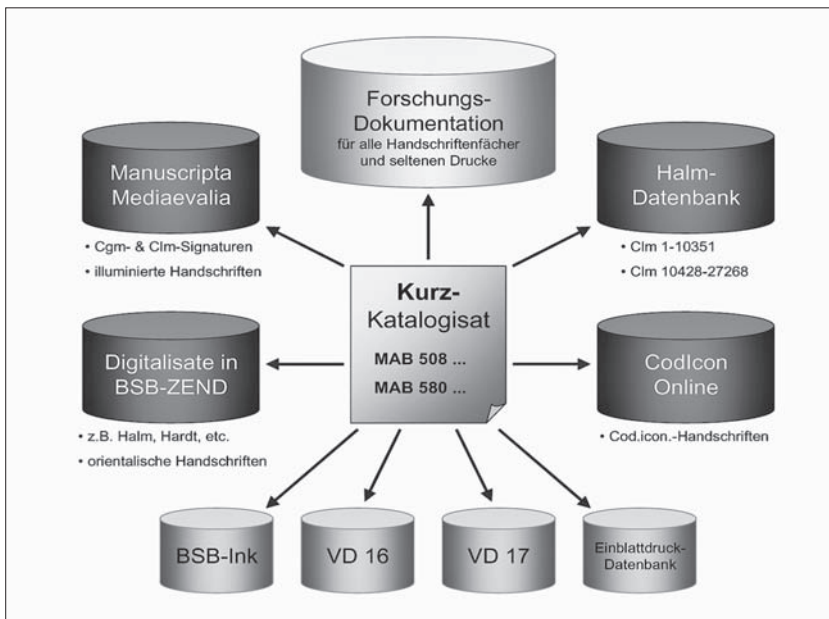 Forschungs-
Dokumentation
für alle Handschriftenfächer
und seltenen Drucke
Manuscripta
Mediaevalia
• Cgm- & Clm-Signaturen
• illuminierte Handschriften
Halm-
Datenbank
• Clm 1-10351
• Clm 10428-27268
Kurz-
Katalogisat
MAB 508 ...
MAB 580 ...
Digitalisate in
BSB-ZEND
• z.B. Halm, Hardt, etc.
• orientalische Handschriften
CodIcon
Online
• Cod.icon.-Handschriften
BSB-Ink
VD 16
VD 17
Einblattdruck-
Datenbank